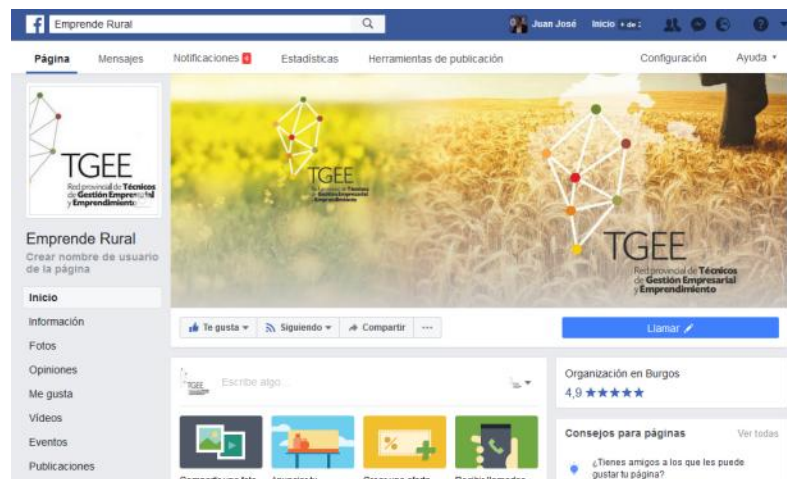 Emprende Rural
Juan José
Inicio
Página
Mensajes
Notificaciones
Estadísticas
Herramientas de publicación
Configuración
Ayuda
TGEE
Red provincial de Técnicos
de Gestión Empresarial
y Emprendimiento
Emprende Rural
Crear nombre de usuario
de la página
Inicio
Información
Fotos
Opiniones
Me gusta
Vídeos
Eventos
Publicaciones
TGEE
Red provincial de Técnicos
de Gestión Empresarial
y Emprendimiento
TGEE
Red provincial de Técnicos
de Gestión Empresarial
y Emprendimiento
Te gusta
Siguiendo
Compartir
Llamar
TGEE
Escribe algo...
Organización en Burgos
4,9 ★★★★★
Consejos para páginas
Ver todas
¿Tienes amigos a los que les puede
gustar tu página?